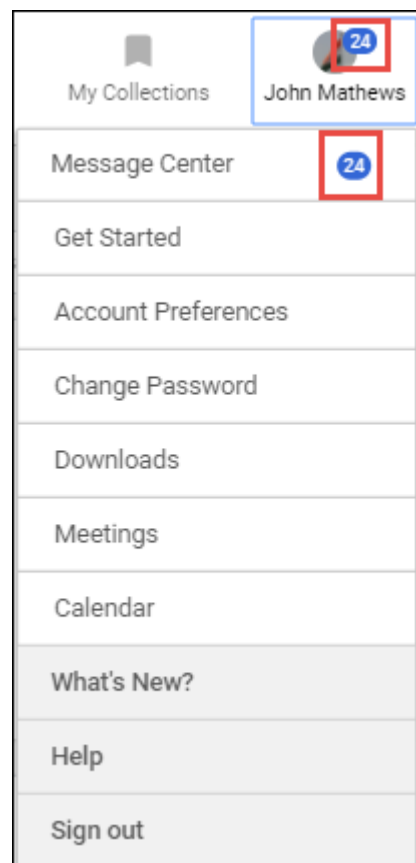 24
My Collections
John Mathews
Message Center 24
Get Started
Account Preferences
Change Password
Downloads
Meetings
Calendar
What's New?
Help
Sign out